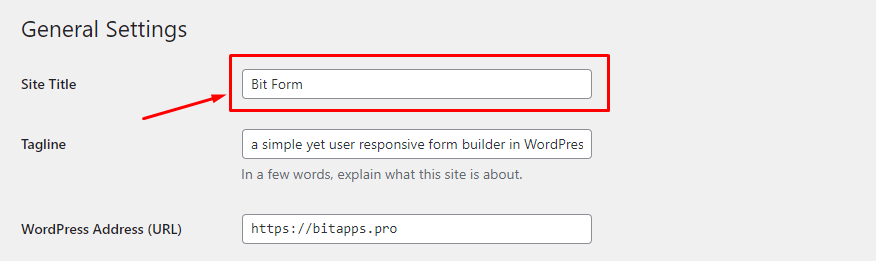 General Settings
Site Title
Bit Form
Tagline
a simple yet user responsive form builder in WordPres
In a few words, explain what this site is about.
WordPress Address (URL)
https://bitapps.pro